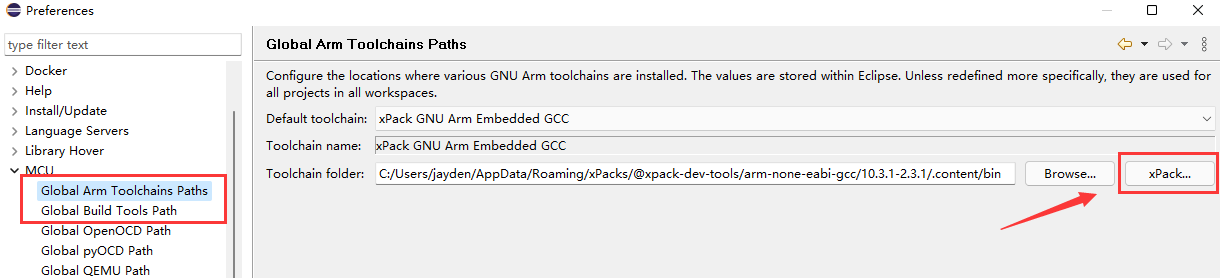 Preferences
type filter text
Docker
Help
Install/Update
Language Servers
Library Hover
MCU
Global Arm Toolchains Paths
Global Build Tools Path
Global OpenOCD Path
Global pyOCD Path
Global QEMU Path
Global Arm Toolchains Paths
Configure the locations where various GNU Arm toolchains are installed. The values are stored within Eclipse. Unless redefined more specifically, they are used for
all projects in all workspaces.
Default toolchain: xPack GNU Arm Embedded GCC
Toolchain name: xPack GNU Arm Embedded GCC
Toolchain folder: C:/Users/jayden/AppData/Roaming/xPacks/@xpack-dev-tools/arm-none-eabi-gcc/10.3.1-2.3.1/.content/bin Browse... xPack...